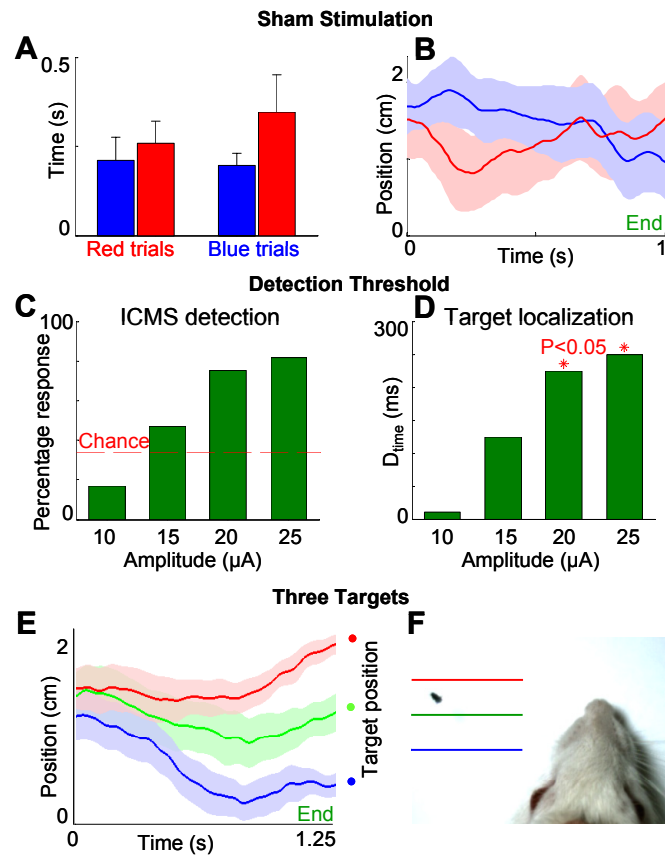 Sham Stimulation
A
Time (s)
0.5
0
Red trials
Blue trials
B
Position (cm)
2
0
End
0
Time (s)
1
Detection Threshold
C
ICMS detection
Percentage response
100
0
Chance
10
15
20
25
Amplitude (µA)
D
Target localization
Dtime (ms)
300
0
P<0.05
*
*
10
15
20
25
Amplitude (µA)
Three Targets
E
Position (cm)
2
0
End
0
Time (s)
1.25
Target position
F